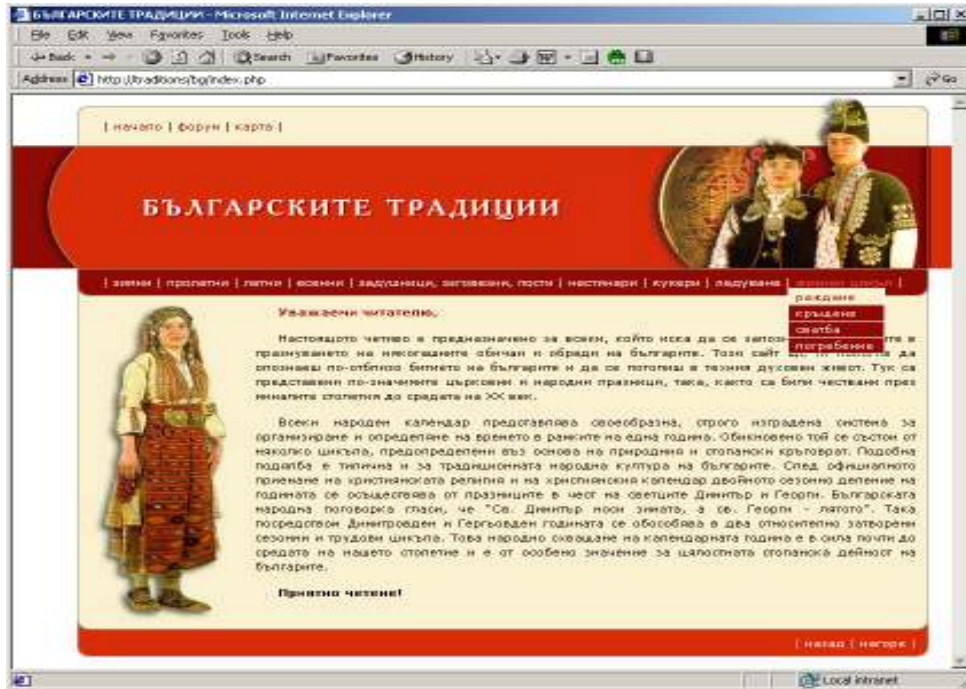 БЪЛГАРСКИТЕ ТРАДИЦИИ - Microsoft Internet Explorer
File Edit View Favorites Tools Help
Back Search Favorites History
Address http://traditions/bg/index.php Go
| начало | форум | карта |
БЪЛГАРСКИТЕ ТРАДИЦИИ
| зимни | пролетни | летни | есенни | задушници, заговезни, пости | нестинари | кукери | ладуване | жизнен цикъл |
раждане
кръщене
сватба
погребение
Уважаеми читателю,
Настоящото четиво е предназначено за всеки, който иска да се запоз в
празнуването на някогашните обичаи и обреди на българите. Този сайт да
опознаеш по-отблизо битието на българите и да се потопиш в техния духовен живот. Тук са
представени по-значимите църковни и народни празници, така, както са били чествани през
миналите столетия до средата на XX век.
Всеки народен календар представлява своеобразна, строго изградена система за
организиране и определяне на времето в рамките на една година. Обикновено той се състои от
няколко цикъла, предопределени въз основа на природния и стопански кръговрат. Подобна
подялба е типична и за традиционната народна култура на българите. След официалното
приемане на християнската религия и на християнския календар двойното сезонно деление на
годината се осъществява от празниците в чест на светците Димитър и Георги. Българската
народна поговорка гласи, че "Св. Димитър носи зимата, а св. Георги - лятото". Така
посредством Димитровден и Гергьовден годината се обособява в два относително затворени
сезонни и трудови цикъла. Това народно схващане на календарната година е в сила почти до
средата на нашето столетие и е от особено значение за цялостната стопанска дейност на
българите.
Приятно четене!
| назад | нагоре |
Local intranet